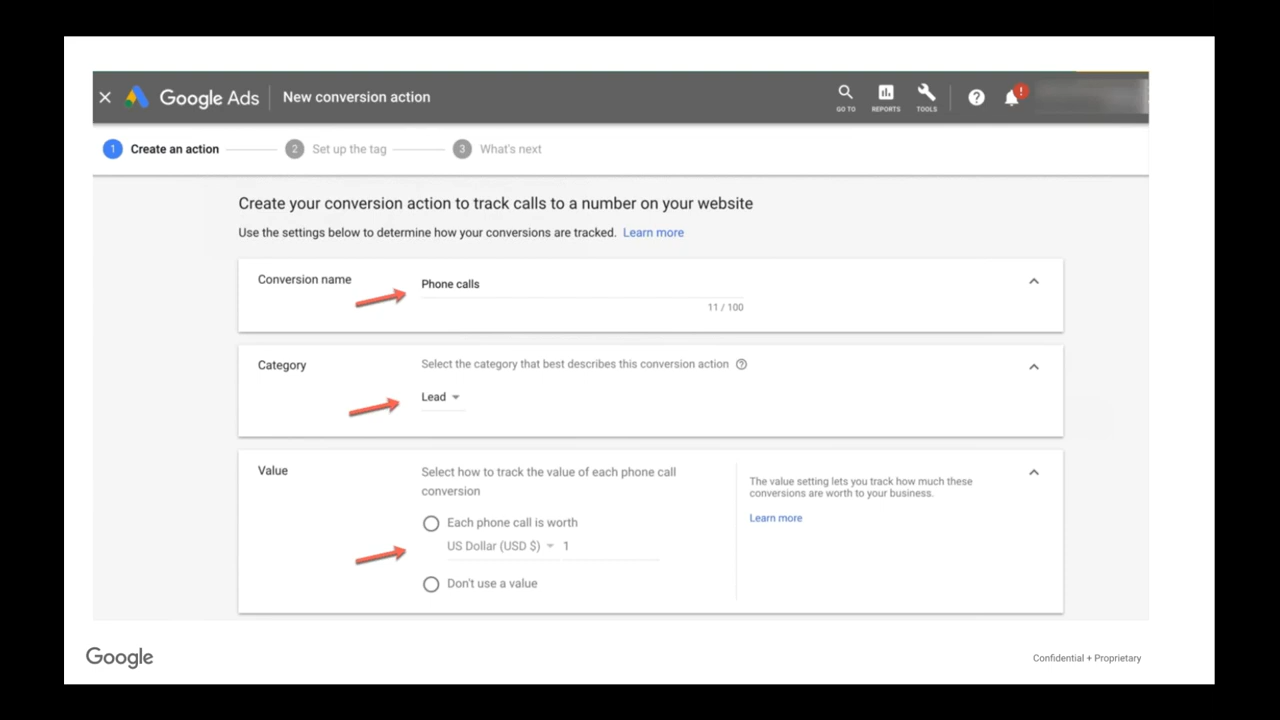 Google Ads
New conversion action
GO TO
REPORTS
TOOLS
?
!
1 Create an action
2 Set up the tag
3 What's next
Create your conversion action to track calls to a number on your website
Use the settings below to determine how your conversions are tracked. Learn more
Conversion name
Phone calls
11 / 100
Category
Select the category that best describes this conversion action ?
Lead
Value
Select how to track the value of each phone call
conversion
Each phone call is worth
US Dollar (USD $) 1
Don't use a value
The value setting lets you track how much these
conversions are worth to your business.
Learn more
Google
Confidential + Proprietary